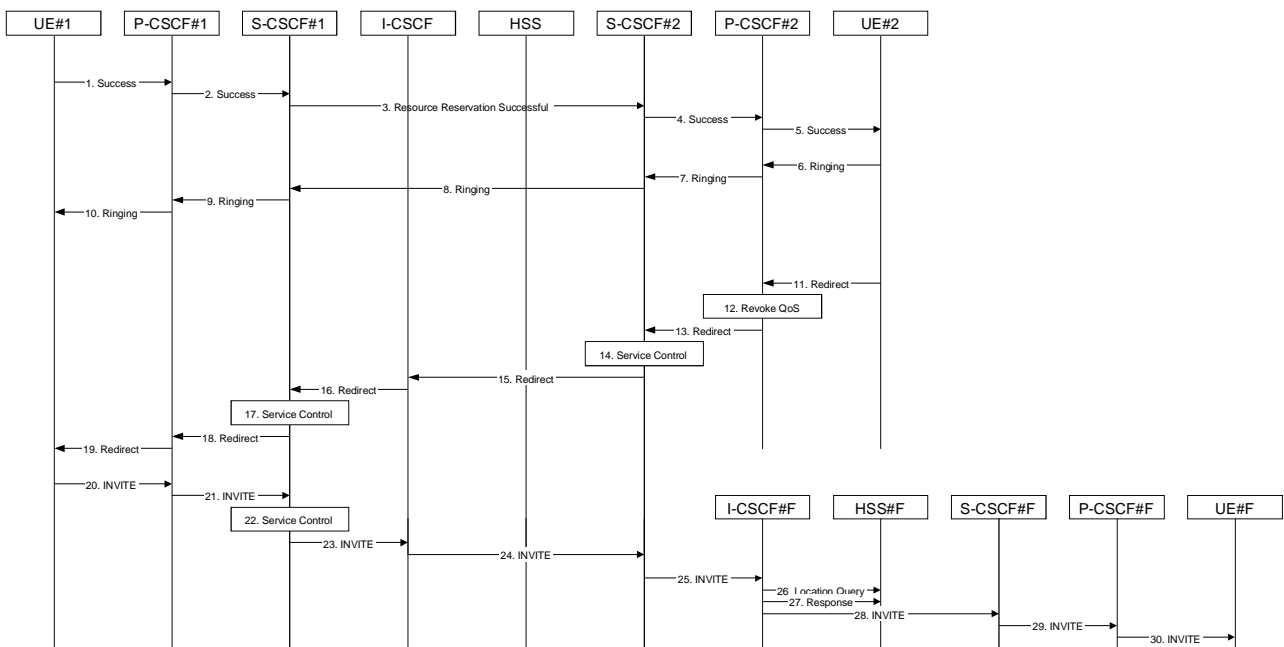 UE#1
P-CSCF#1
S-CSCF#1
I-CSCF
HSS
S-CSCF#2
P-CSCF#2
UE#2
1. Success
2. Success
3. Resource Reservation Successful
4. Success
5. Success
6. Ringing
7. Ringing
8. Ringing
9. Ringing
10. Ringing
11. Redirect
12. Revoke QoS
13. Redirect
14. Service Control
15. Redirect
16. Redirect
17. Service Control
18. Redirect
19. Redirect
20. INVITE
21. INVITE
I-CSCF#F
HSS#F
S-CSCF#F
P-CSCF#F
UE#F
22. Service Control
23. INVITE
24. INVITE
25. INVITE
26. Location Query
27. Response
28. INVITE
29. INVITE
30. INVITE